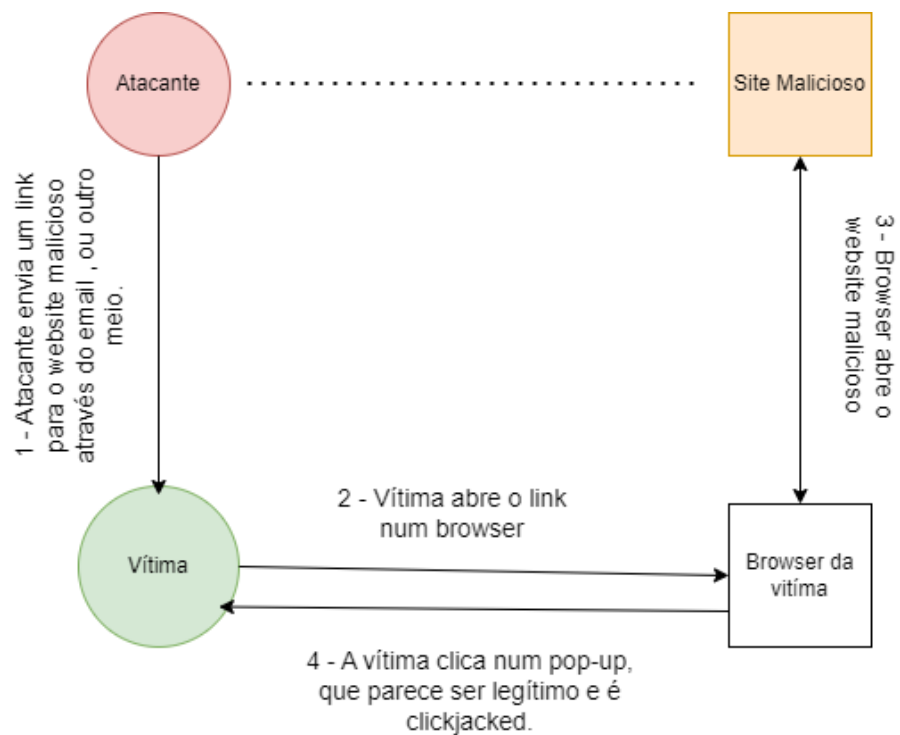 Atacante
Site Malicioso
1 - Atacante envia um link
para o website malicioso
através do email , ou outro
meio.
3 - Browser abre o
website malicioso
2 - Vítima abre o link
num browser
Vítima
Browser da
vitíma
4 - A vítima clica num pop-up,
que parece ser legítimo e é
clickjacked.